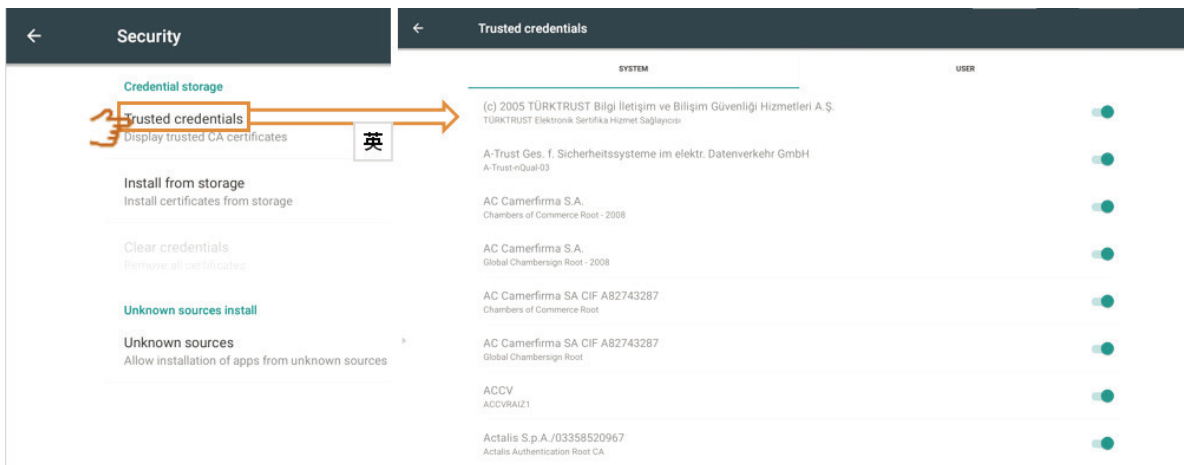 Security
Credential storage
Trusted credentials
Display trusted CA certificates
英
Install from storage
Install certificates from storage
Clear credentials
Remove all certificates
Unknown sources install
Unknown sources
Allow installation of apps from unknown sources
Trusted credentials
SYSTEM
USER
(c) 2005 TÜRKTRUST Bilgi İletişim ve Bilişim Güvenliği Hizmetleri A.Ş.
TÜRKTRUST Elektronik Sertifika Hizmet Sağlayıcısı
A-Trust Ges. f. Sicherheitssysteme im elektr. Datenverkehr GmbH
A-Trust-nQual-03
AC Camerfirma S.A.
Chambers of Commerce Root - 2008
AC Camerfirma S.A.
Global Chambersign Root - 2008
AC Camerfirma SA CIF A82743287
Chambers of Commerce Root
AC Camerfirma SA CIF A82743287
Global Chambersign Root
ACCV
ACCVRAIZ1
Actalis S.p.A./03358520967
Actalis Authentication Root CA